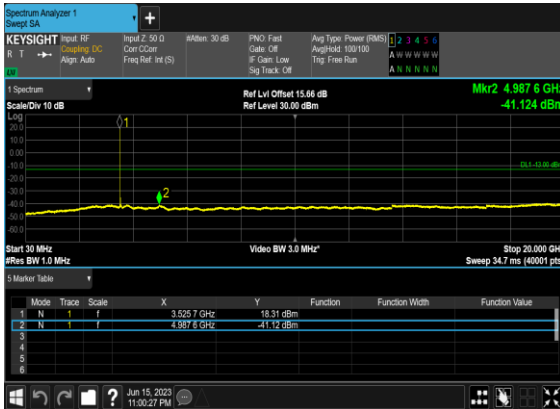 Spectrum Analyzer 1
Swept SA
+
KEYSIGHT Input: RF Input Z: 50 Ω #Atten: 30 dB PNO: Fast Avg Type: Power (RMS) 1 2 3 4 5 6
R T Coupling: DC Corr CCorr Gate: Off Avg|Hold: 100/100 A W W W W W
Align: Auto Freq Ref: Int (S) IF Gain: Low Trig: Free Run
Sig Track: Off A N N N N N
1 Spectrum Mkr2 4.987 6 GHz
Ref Lvl Offset 15.66 dB
Scale/Div 10 dB Ref Level 30.00 dBm -41.124 dBm
Log
20.0
10.0
0.00
-10.0
-20.0
-30.0
-40.0
-50.0
-60.0
1
2
DL1 -13.00 dBm
Start 30 MHz Video BW 3.0 MHz* Stop 20.000 GHz
#Res BW 1.0 MHz Sweep 34.7 ms (40001 pts)
5 Marker Table
Mode Trace Scale X Y Function Function Width Function Value
1 N 1 f 3.525 7 GHz 18.31 dBm
2 N 1 f 4.987 6 GHz -41.12 dBm
3
4
5
6
? Jun 15, 2023
11:00:27 PM